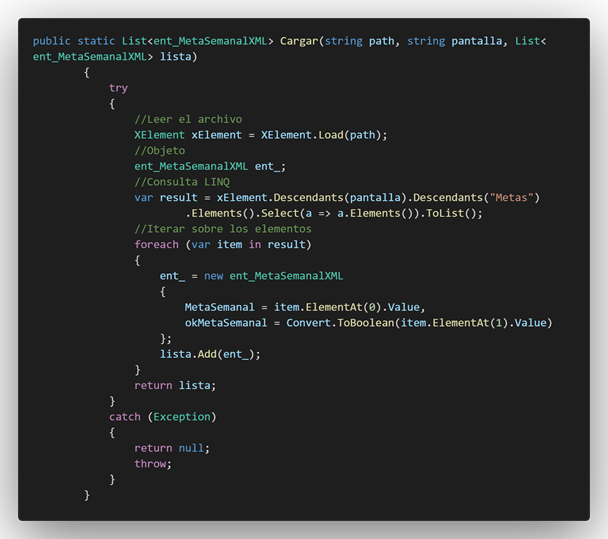 public static List<ent_MetaSemanalXML> Cargar(string path, string pantalla, List<
ent_MetaSemanalXML> lista)
        {
            try
            {
                //Leer el archivo
                XElement xElement = XElement.Load(path);
                //Objeto
                ent_MetaSemanalXML ent_;
                //Consulta LINQ
                var result = xElement.Descendants(pantalla).Descendants("Metas")
                        .Elements().Select(a => a.Elements()).ToList();
                //Iterar sobre los elementos
                foreach (var item in result)
                {
                    ent_ = new ent_MetaSemanalXML
                    {
                        MetaSemanal = item.ElementAt(0).Value,
                        okMetaSemanal = Convert.ToBoolean(item.ElementAt(1).Value)
                    };
                    lista.Add(ent_);
                }
                return lista;
            }
            catch (Exception)
            {
                return null;
                throw;
            }
        }